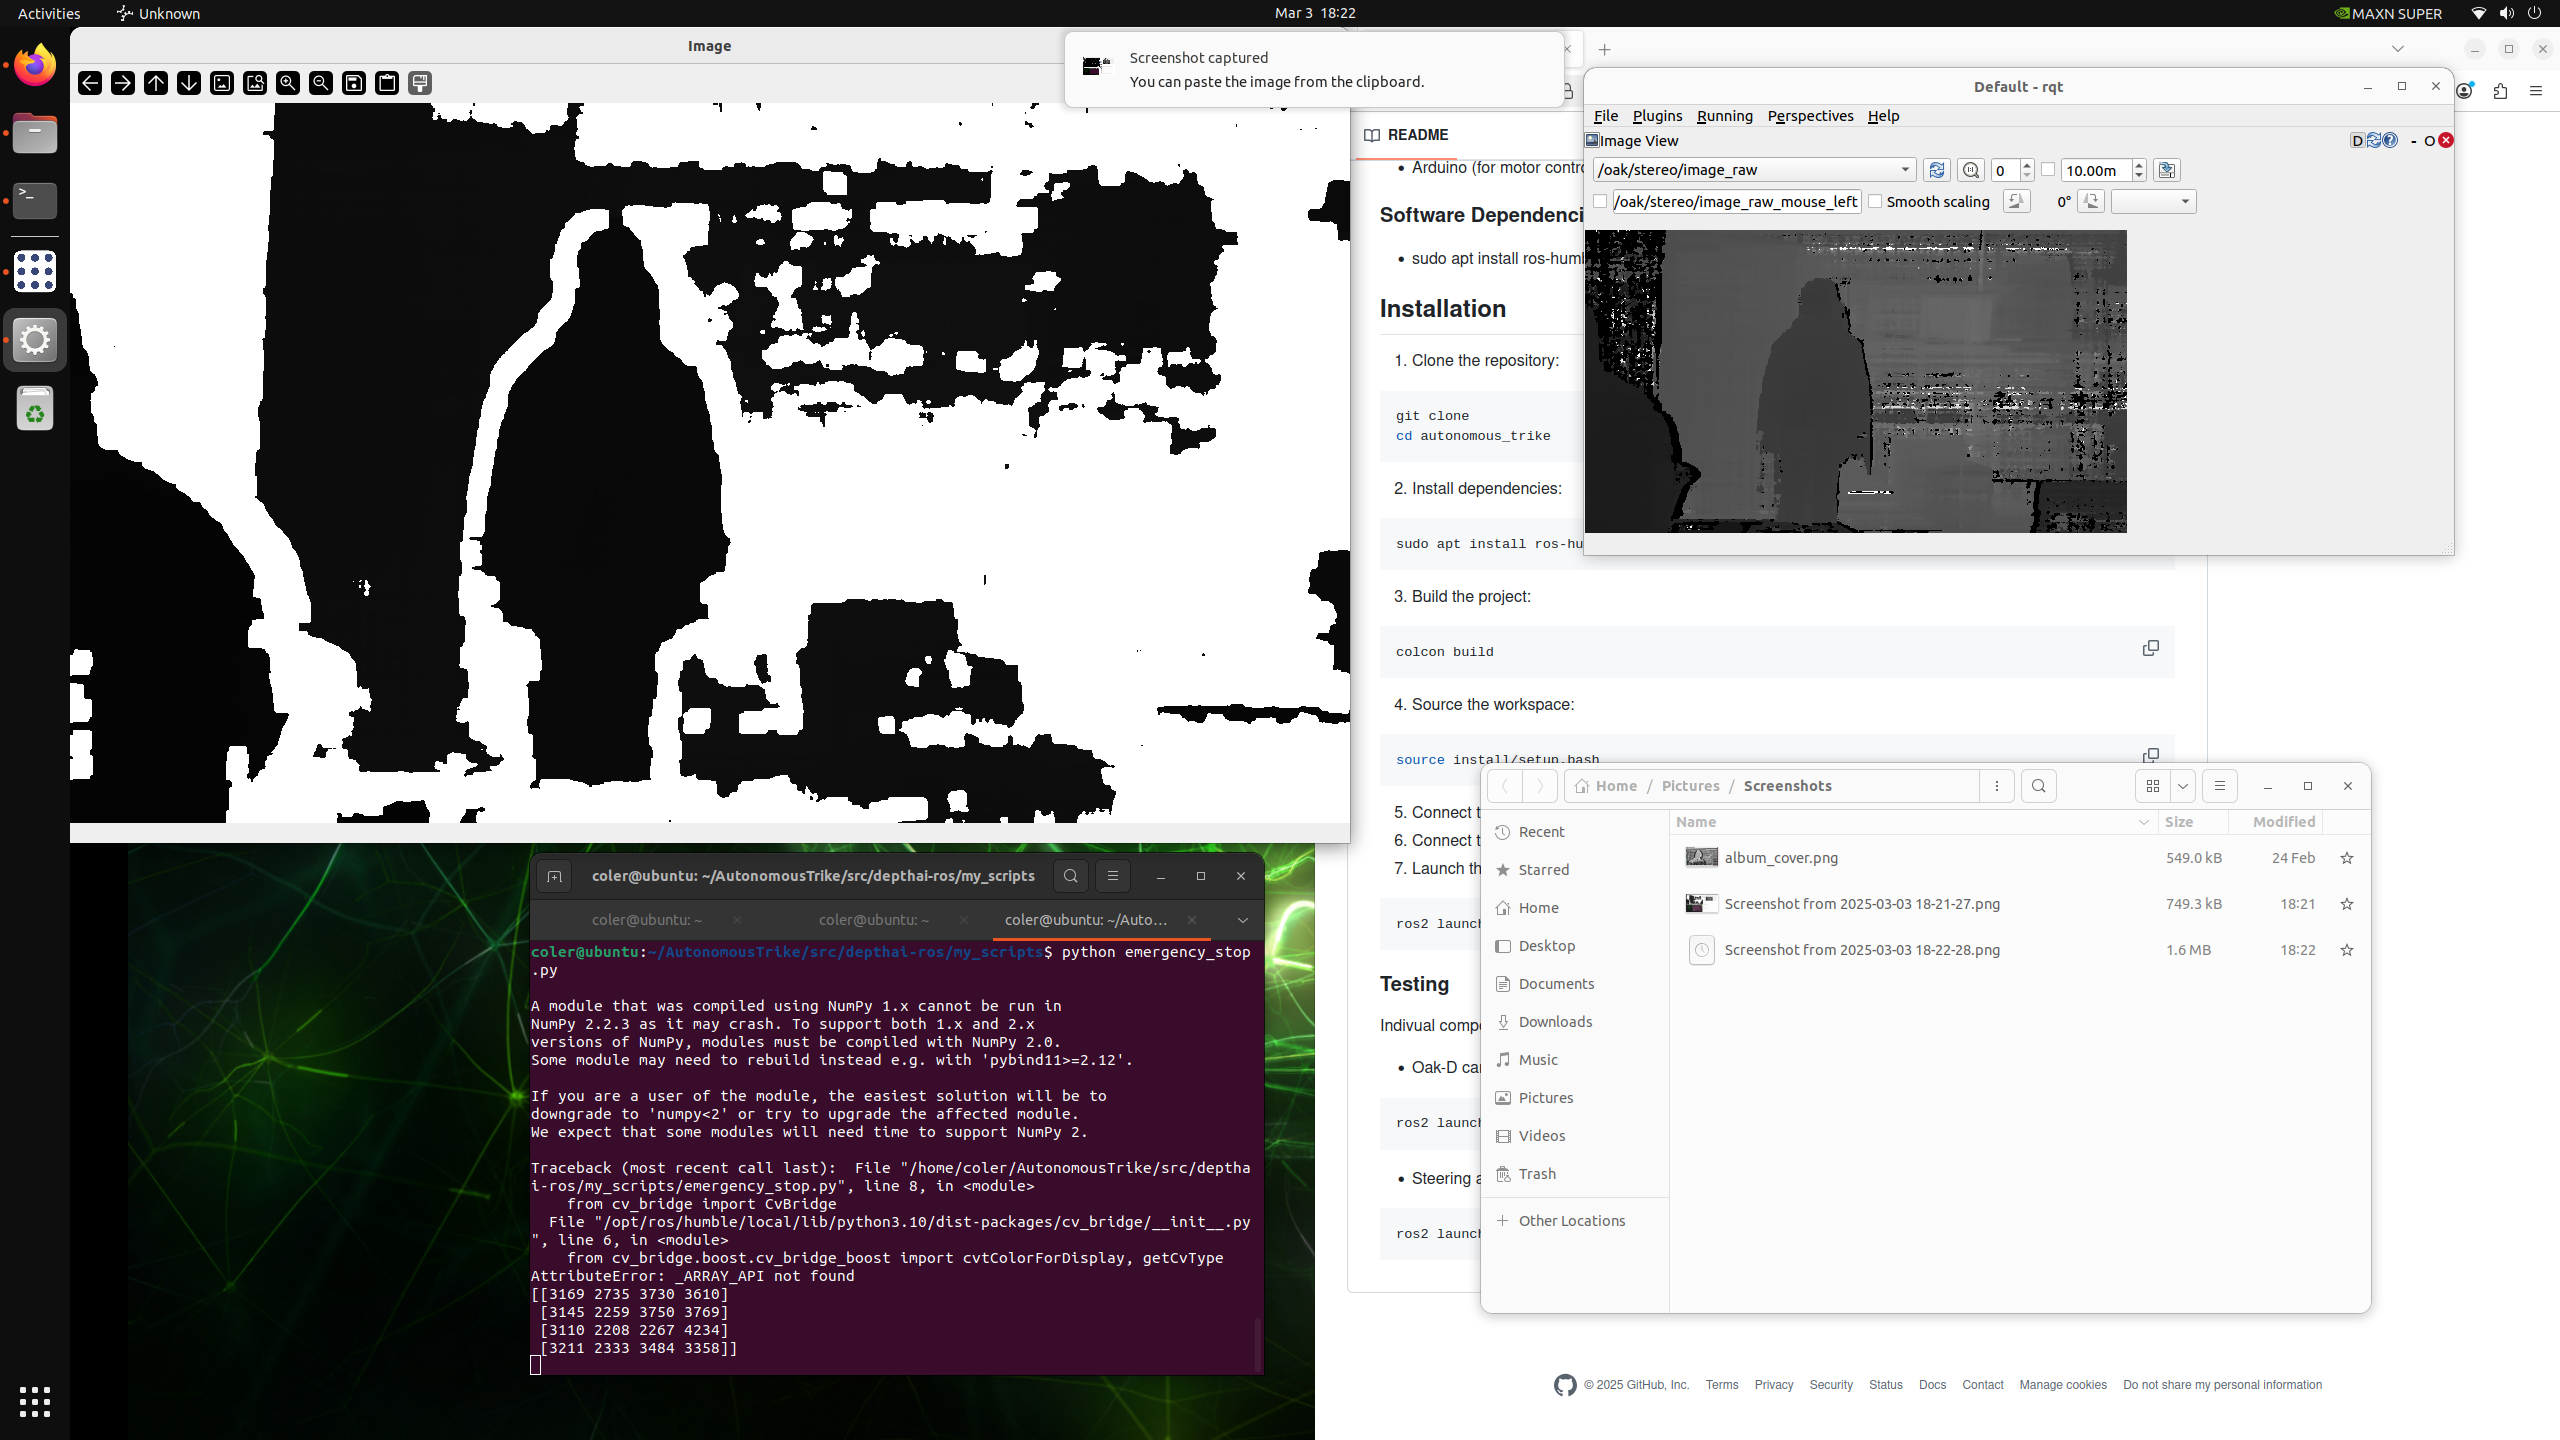 Activities
Unknown
Mar 3 18:22
MAXN SUPER
Image
Screenshot captured
You can paste the image from the clipboard.
README
• Arduino (for motor contro
Software Dependenci
• sudo apt install ros-humb
Installation
1. Clone the repository:
git clone
cd autonomous_trike
2. Install dependencies:
sudo apt install ros-hu
3. Build the project:
colcon build
4. Source the workspace:
source install/setup.bash
5. Connect t
6. Connect t
7. Launch th
ros2 launch
Testing
Indivual compo
• Oak-D ca
ros2 launch
• Steering a
ros2 launch
© 2025 GitHub, Inc. Terms Privacy Security Status Docs Contact Manage cookies Do not share my personal information
Default - rqt
File Plugins Running Perspectives Help
Image View
D - O
/oak/stereo/image_raw 0 10.00m
/oak/stereo/image_raw_mouse_left Smooth scaling 0°
Home / Pictures / Screenshots
Recent
Starred
Home
Desktop
Documents
Downloads
Music
Pictures
Videos
Trash
+ Other Locations
Name Size Modified
album_cover.png 549.0 kB 24 Feb
Screenshot from 2025-03-03 18-21-27.png 749.3 kB 18:21
Screenshot from 2025-03-03 18-22-28.png 1.6 MB 18:22
coler@ubuntu: ~/AutonomousTrike/src/depthai-ros/my_scripts
coler@ubuntu: ~
coler@ubuntu: ~
coler@ubuntu: ~/Auto…
coler@ubuntu:~/AutonomousTrike/src/depthai-ros/my_scripts$ python emergency_stop
.py
A module that was compiled using NumPy 1.x cannot be run in
NumPy 2.2.3 as it may crash. To support both 1.x and 2.x
versions of NumPy, modules must be compiled with NumPy 2.0.
Some module may need to rebuild instead e.g. with 'pybind11>=2.12'.
If you are a user of the module, the easiest solution will be to
downgrade to 'numpy<2' or try to upgrade the affected module.
We expect that some modules will need time to support NumPy 2.
Traceback (most recent call last):  File "/home/coler/AutonomousTrike/src/deptha
i-ros/my_scripts/emergency_stop.py", line 8, in <module>
from cv_bridge import CvBridge
File "/opt/ros/humble/local/lib/python3.10/dist-packages/cv_bridge/__init__.py
", line 6, in <module>
from cv_bridge.boost.cv_bridge_boost import cvtColorForDisplay, getCvType
AttributeError: _ARRAY_API not found
[[3169 2735 3730 3610]
[3145 2259 3750 3769]
[3110 2208 2267 4234]
[3211 2333 3484 3358]]